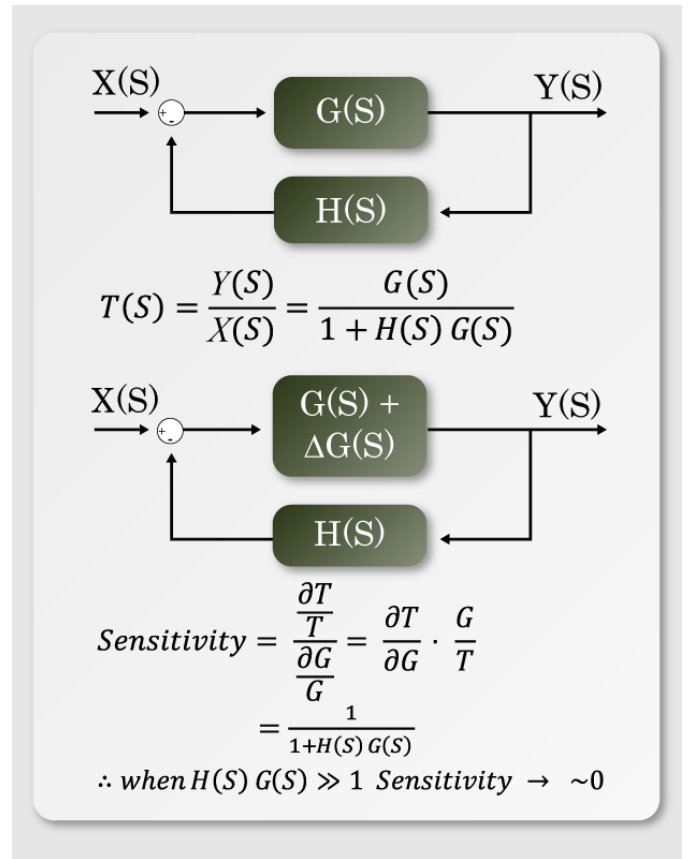 X(S) + - G(S) Y(S)
H(S)
T(S) = Y(S)/X(S) = G(S)/(1 + H(S) G(S))
X(S) + - G(S) + ΔG(S) Y(S)
H(S)
Sensitivity = (∂T/T)/(∂G/G) = ∂T/∂G · G/T
= 1/(1+H(S) G(S))
∴ when H(S) G(S) ≫ 1 Sensitivity → ~0